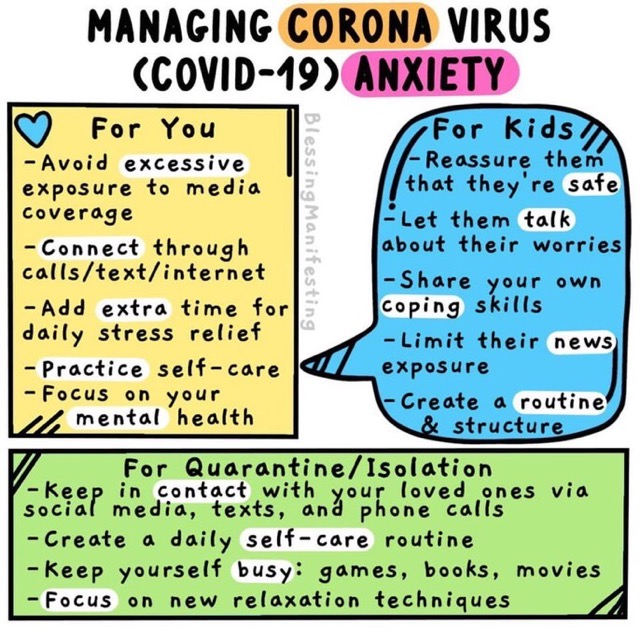 MANAGING CORONA VIRUS
(COVID-19) ANXIETY
For You
-Avoid excessive
exposure to media
coverage
-Connect through
calls/text/internet
-Add extra time for
daily stress relief
-Practice self-care
-Focus on your
mental health
BlessingManifesting
For Kids
-Reassure them
that they're safe
-Let them talk
about their worries
-Share your own
coping skills
-Limit their news
exposure
-Create a routine
& structure
For Quarantine/Isolation
-Keep in contact with your loved ones via
social media, texts, and phone calls
-Create a daily self-care routine
-Keep yourself busy: games, books, movies
-Focus on new relaxation techniques